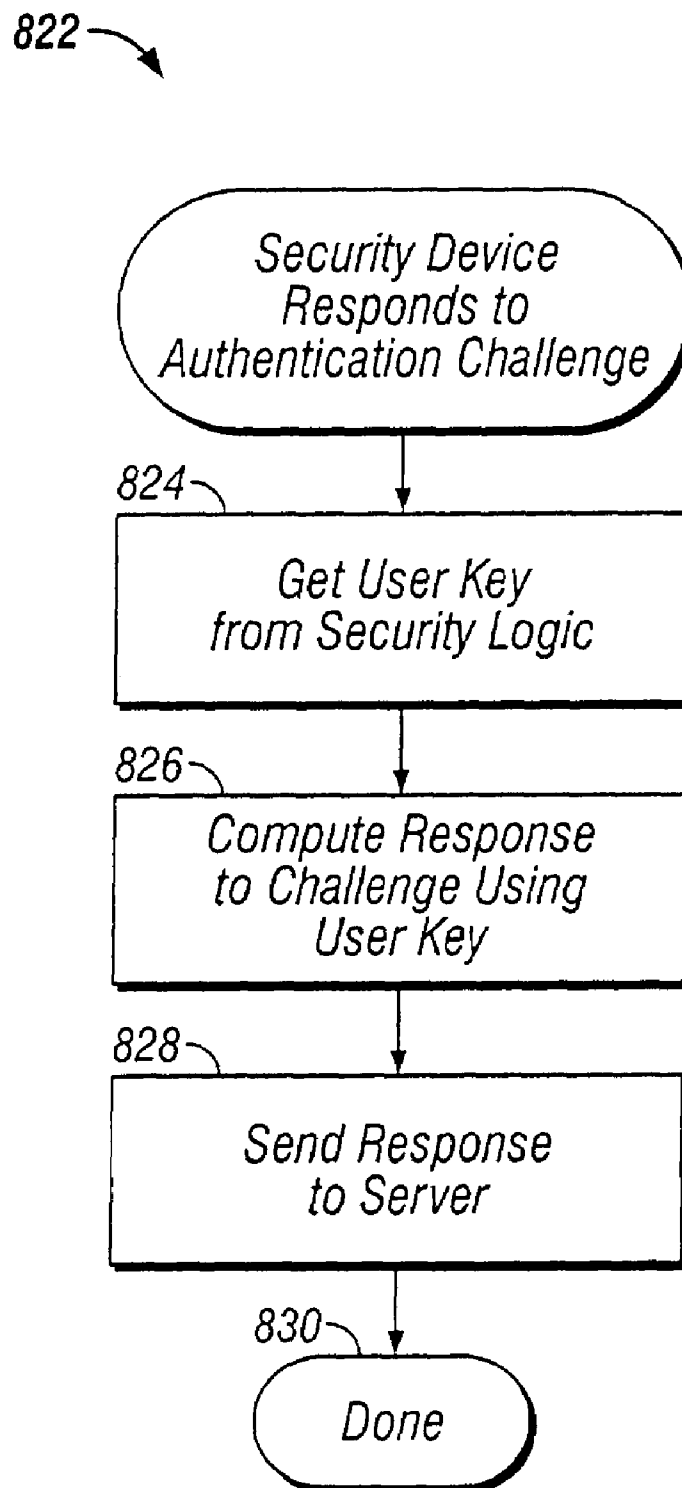 822
Security Device
Responds to
Authentication Challenge
824
Get User Key
from Security Logic
826
Compute Response
to Challenge Using
User Key
828
Send Response
to Server
830
Done